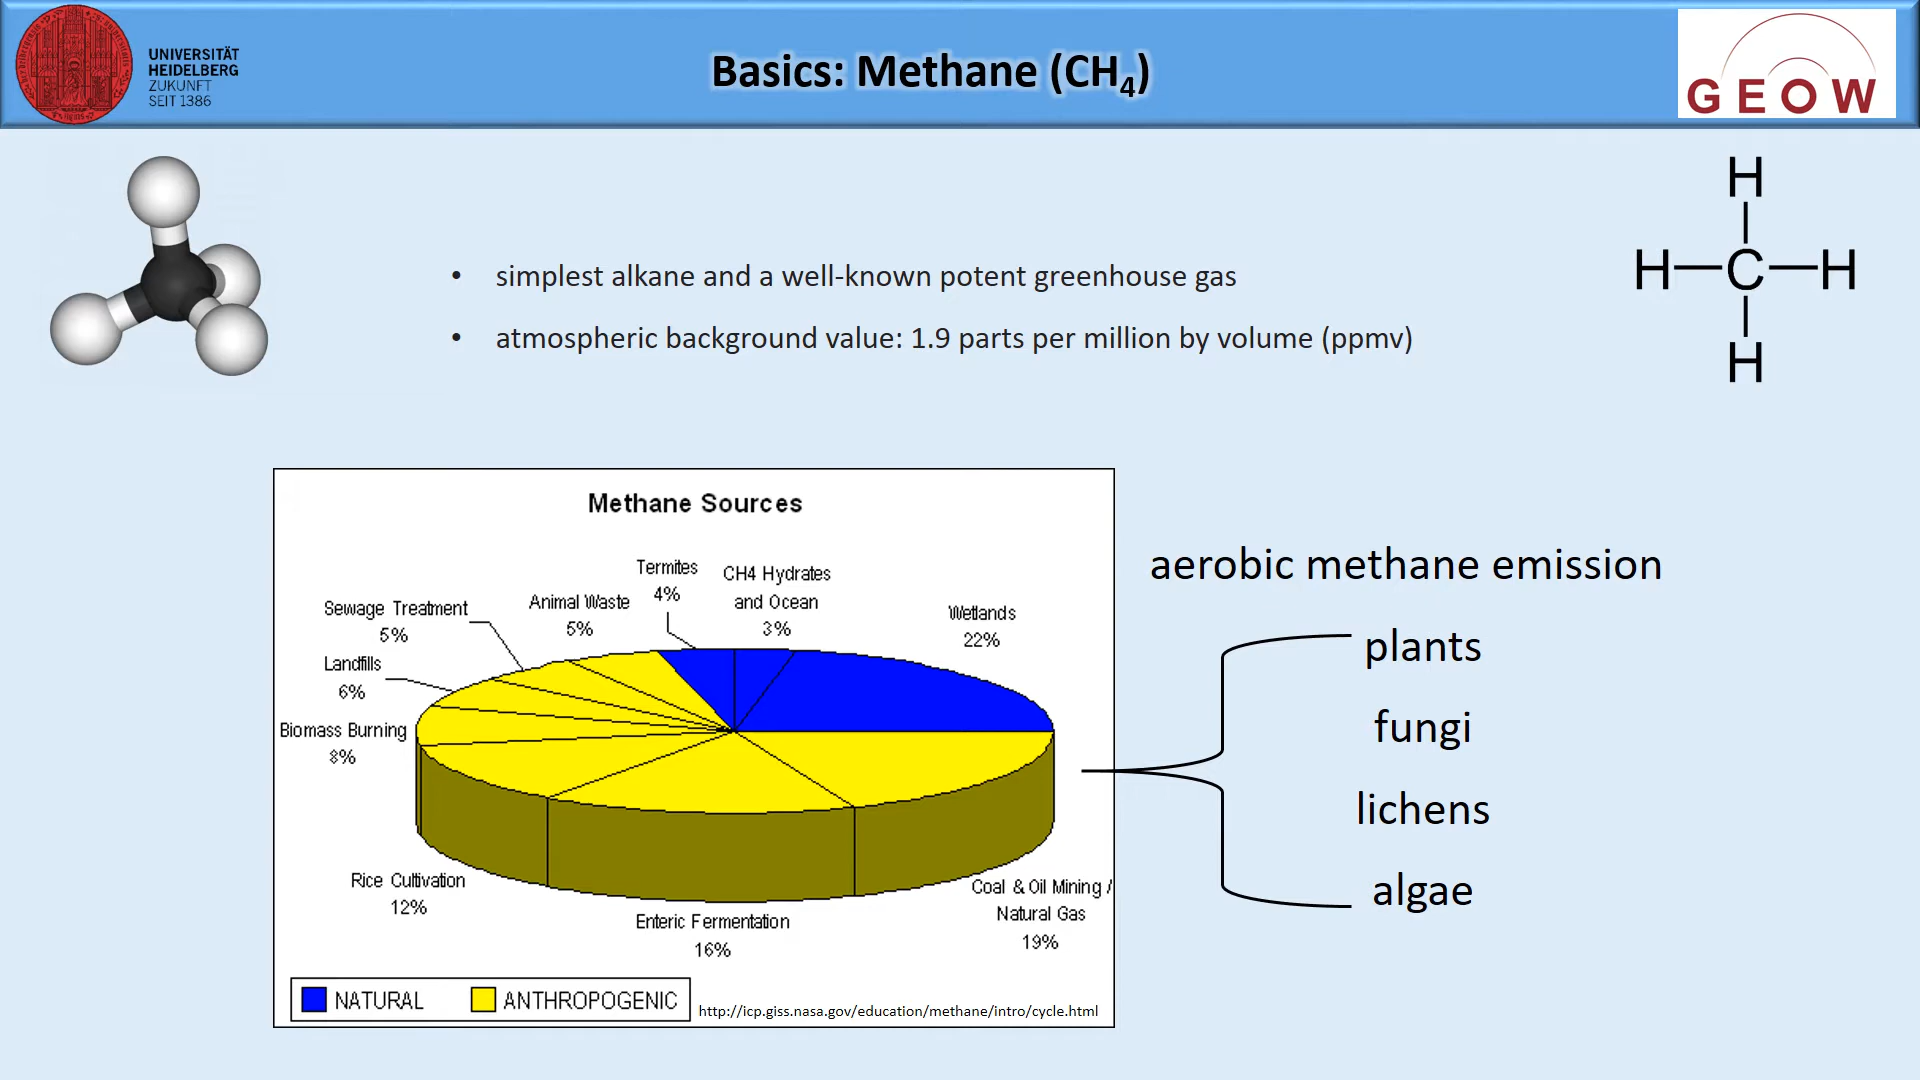 UNIVERSITÄT
HEIDELBERG
ZUKUNFT
SEIT 1386
Basics: Methane (CH4)
GEOW
H
H C H
H
• simplest alkane and a well-known potent greenhouse gas
• atmospheric background value: 1.9 parts per million by volume (ppmv)
Methane Sources
Termites
4%
CH4 Hydrates
and Ocean
3%
Wetlands
22%
Animal Waste
5%
Sewage Treatment
5%
Landfills
6%
Biomass Burning
8%
Rice Cultivation
12%
Enteric Fermentation
16%
Coal & Oil Mining /
Natural Gas
19%
NATURAL
ANTHROPOGENIC
http://icp.giss.nasa.gov/education/methane/intro/cycle.html
aerobic methane emission
plants
fungi
lichens
algae